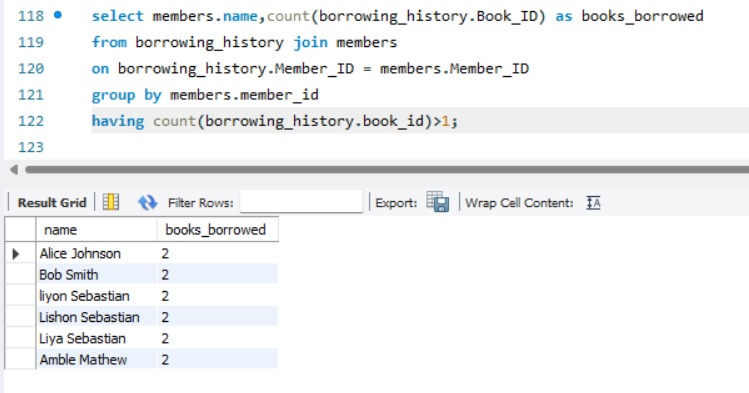 118 select members.name,count(borrowing_history.Book_ID) as books_borrowed
119 from borrowing_history join members
120 on borrowing_history.Member_ID = members.Member_ID
121 group by members.member_id
122 having count(borrowing_history.book_id)>1;
123
Result Grid Filter Rows: Export: Wrap Cell Content: IA
name books_borrowed
Alice Johnson 2
Bob Smith 2
liyon Sebastian 2
Lishon Sebastian 2
Liya Sebastian 2
Amble Mathew 2